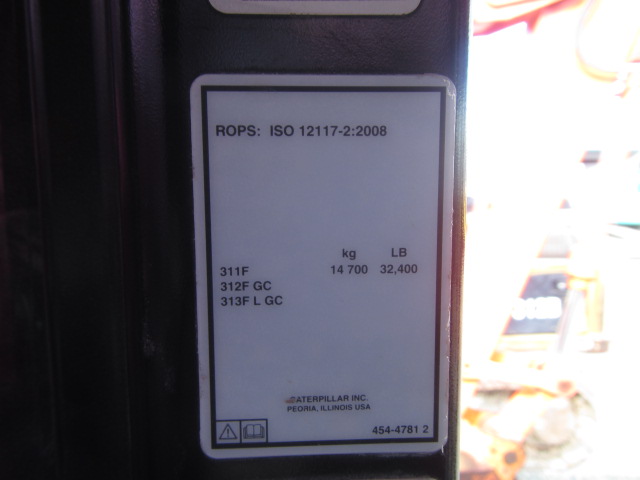 ROPS: ISO 12117-2:2008
kg LB
311F 14 700 32,400
312F GC
313F L GC
CATERPILLAR INC.
PEORIA, ILLINOIS USA
454-4781 2